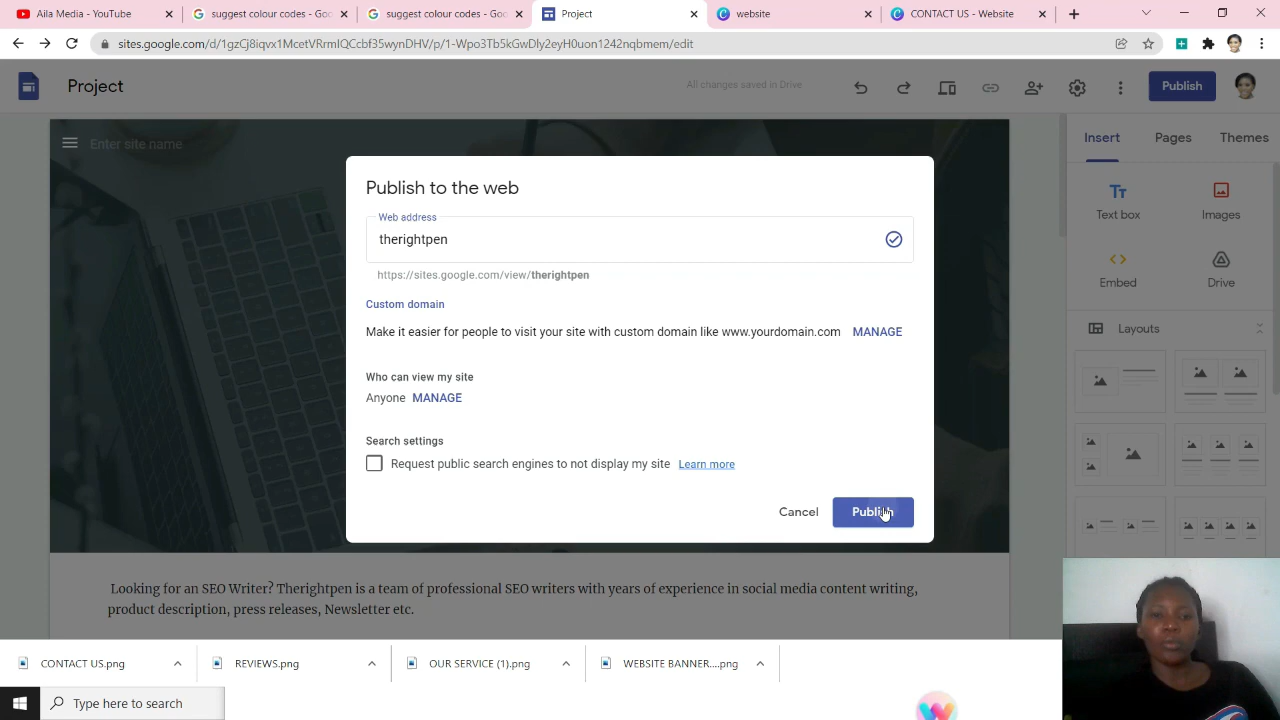 Aila Media - YouTube
suggest colour codes - Goo
suggest colour codes - Goo
Project
website
CONTACT US - Website
sites.google.com/d/1gzCj8iqvx1McetVRrmIQCcbf35wynDHV/p/1-WpcBTb5kGwDly2eyH0uon1242nqbmem/edit
Project
All changes saved in Drive
Publish
Enter site name
Insert
Pages
Themes
Text box
Images
Embed
Drive
Layouts
Publish to the web
Web address
therightpen
https://sites.google.com/view/therightpen
Custom domain
Make it easier for people to visit your site with custom domain like www.yourdomain.com MANAGE
Who can view my site
Anyone MANAGE
Search settings
Request public search engines to not display my site Learn more
Cancel
Publish
Looking for an SEO Writer? Therightpen is a team of professional SEO writers with years of experience in social media content writing,
product description, press releases, Newsletter etc.
CONTACT US.png
REVIEWS.png
OUR SERVICE (1).png
WEBSITE BANNER....png
Type here to search